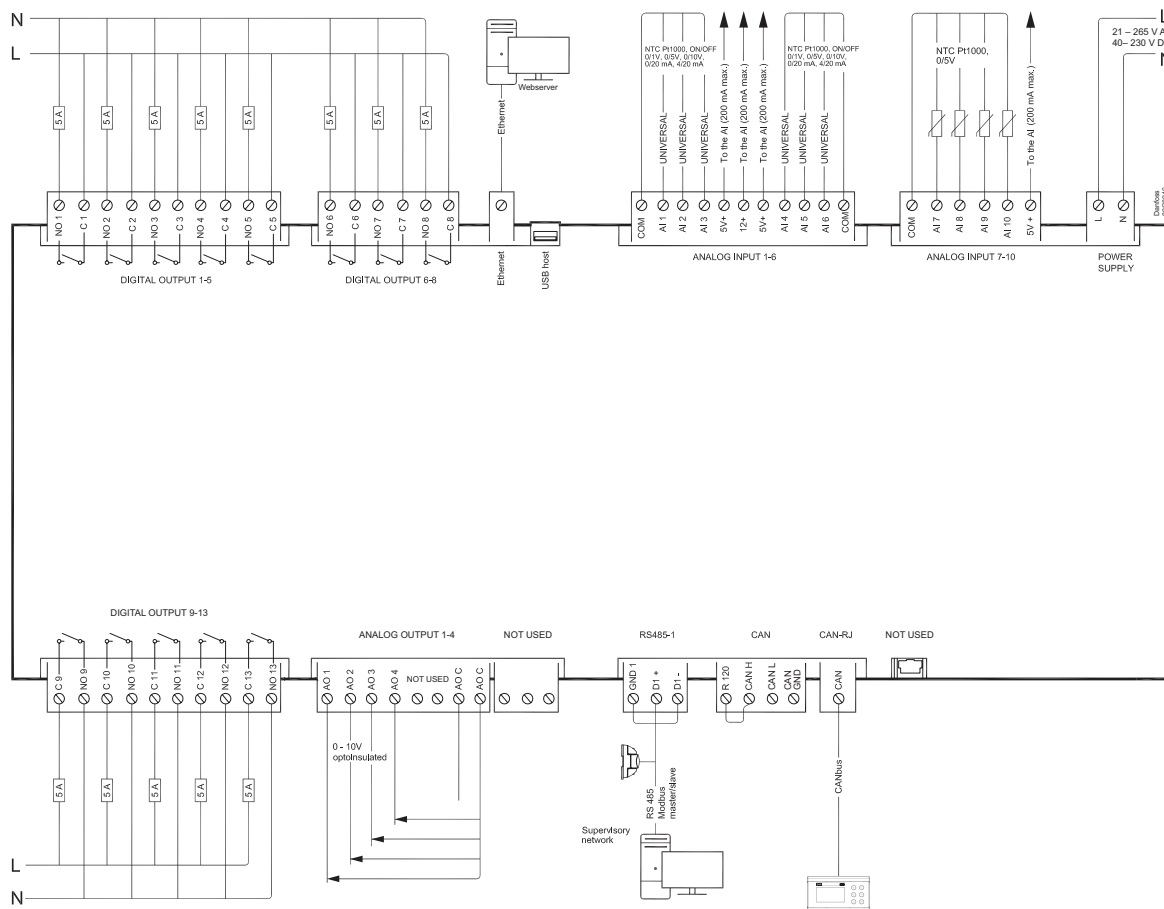 N
L
5 A
5 A
5 A
5 A
5 A
5 A
5 A
5 A
Webserver
Ethernet
NTC Pt1000, ON/OFF
0/1V, 0/5V, 0/10V,
0/20 mA, 4/20 mA
UNIVERSAL
UNIVERSAL
UNIVERSAL
To the AI (200 mA max.)
To the AI (200 mA max.)
To the AI (200 mA max.)
NTC Pt1000, ON/OFF
0/1V, 0/5V, 0/10V,
0/20 mA, 4/20 mA
UNIVERSAL
UNIVERSAL
UNIVERSAL
NTC Pt1000,
0/5V
To the AI (200 mA max.)
L
21 – 265 V A
40– 230 V D
N
Danfoss
NO 1
C 1
NO 2
C 2
NO 3
C 3
NO 4
C 4
NO 5
C 5
NO 6
C 6
NO 7
C 7
NO 8
C 8
COM
AI 1
AI 2
AI 3
5V+
12+
5V+
AI 4
AI 5
AI 6
COM
COM
AI 7
AI 8
AI 9
AI 10
5V +
L
N
DIGITAL OUTPUT 1-5
DIGITAL OUTPUT 6-8
Ethernet
USB host
ANALOG INPUT 1-6
ANALOG INPUT 7-10
POWER
SUPPLY
DIGITAL OUTPUT 9-13
ANALOG OUTPUT 1-4
NOT USED
RS485-1
CAN
CAN-RJ
NOT USED
C 9
NO 9
C 10
NO 10
C 11
NO 11
C 12
NO 12
C 13
NO 13
AO 1
AO 2
AO 3
AO 4
NOT USED
AO C
AO C
GND 1
D1 +
D1 -
R 120
CAN H
CAN L
CAN
GND
CAN
0 - 10V
optoInsulated
5 A
5 A
5 A
5 A
5 A
RS 485
Modbus
master/slave
CANbus
Supervisory
network
L
N